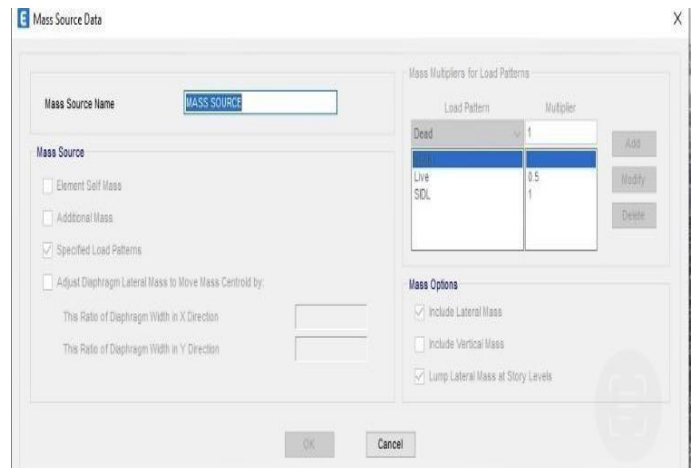 E Mass Source Data X
Mass Source Name MASS SOURCE
Mass Source
Element Self Mass
Additional Mass
Specified Load Patterns
Adjust Diaphragm Lateral Mass to Move Mass Centroid by:
This Ratio of Diaphragm Width in X Direction
This Ratio of Diaphragm Width in Y Direction
Mass Multipliers for Load Patterns
Load Pattern Multiplier
Dead 1 Add
Live 0.5 Modify
SIDL 1
Delete
Mass Options
Include Lateral Mass
Include Vertical Mass
Lump Lateral Mass at Story Levels
OK Cancel